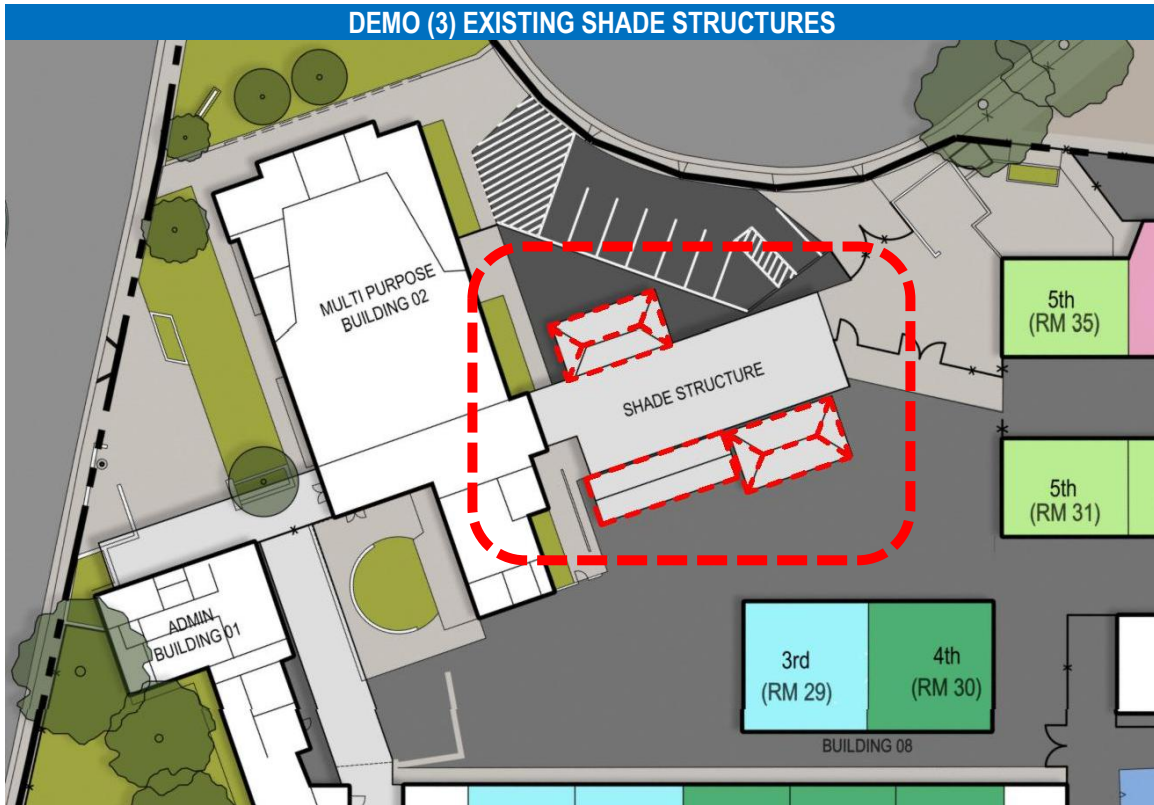 DEMO (3) EXISTING SHADE STRUCTURES
MULTI PURPOSE
BUILDING 02
SHADE STRUCTURE
5th
(RM 35)
5th
(RM 31)
ADMIN
BUILDING 01
3rd
(RM 29)
4th
(RM 30)
BUILDING 08